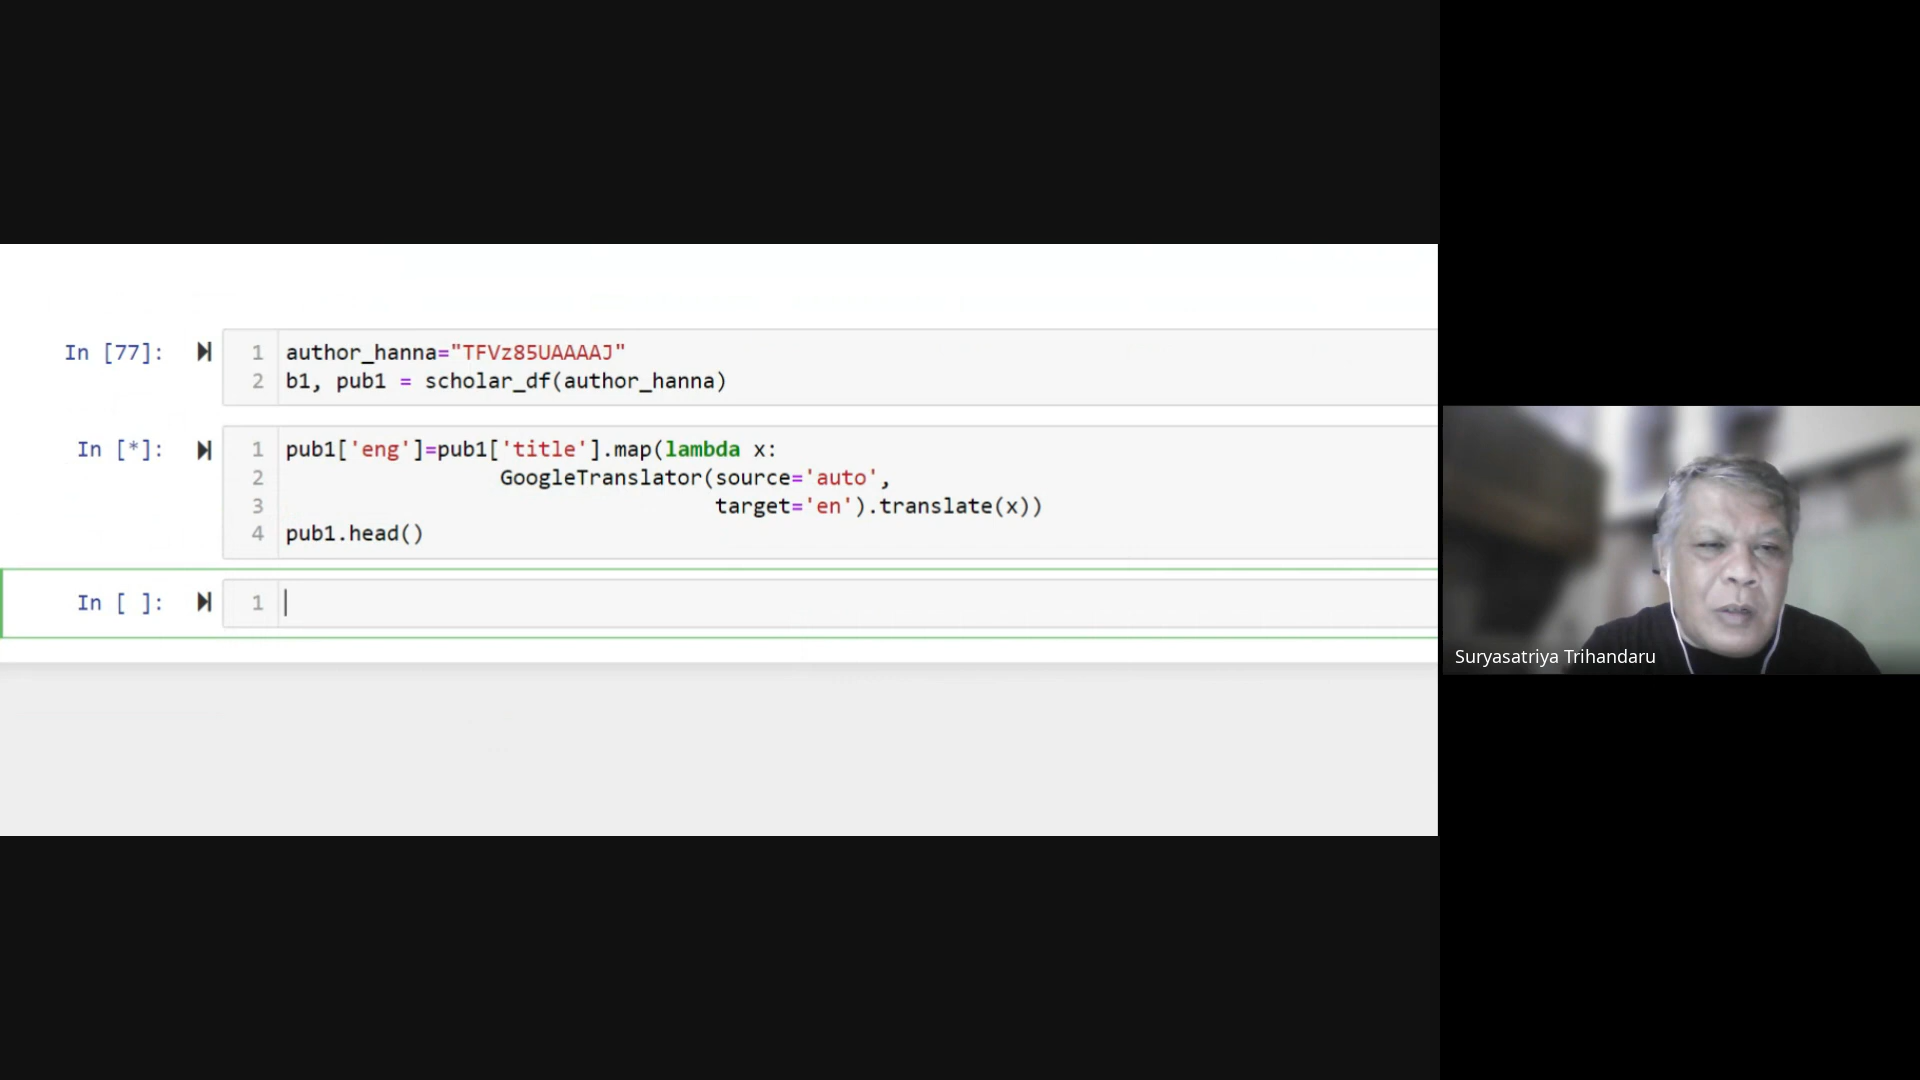 In [77]:
1 author_hanna="TFVz85UAAAAJ"
2 b1, pub1 = scholar_df(author_hanna)
In [*]:
1 pub1['eng']=pub1['title'].map(lambda x:
2 GoogleTranslator(source='auto',
3 target='en').translate(x))
4 pub1.head()
In [ ]:
1
Suryasatriya Trihandaru